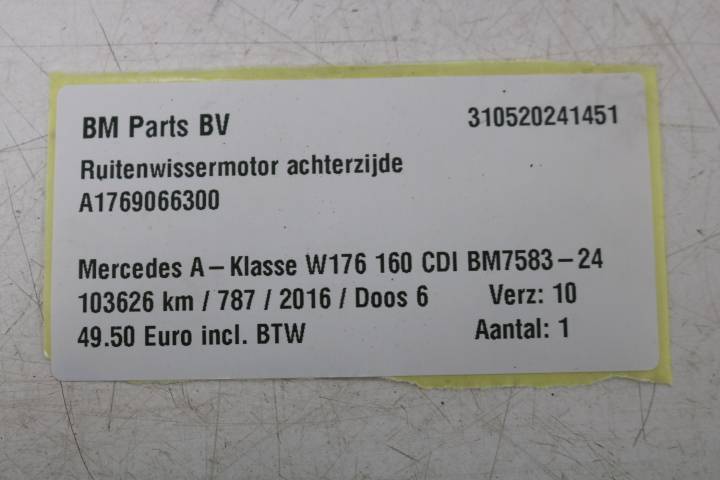 BM Parts BV 310520241451
Ruitenwissermotor achterzijde
A1769066300
Mercedes A-Klasse W176 160 CDI BM7583-24
103626 km / 787 / 2016 / Doos 6 Verz: 10
49.50 Euro incl. BTW Aantal: 1